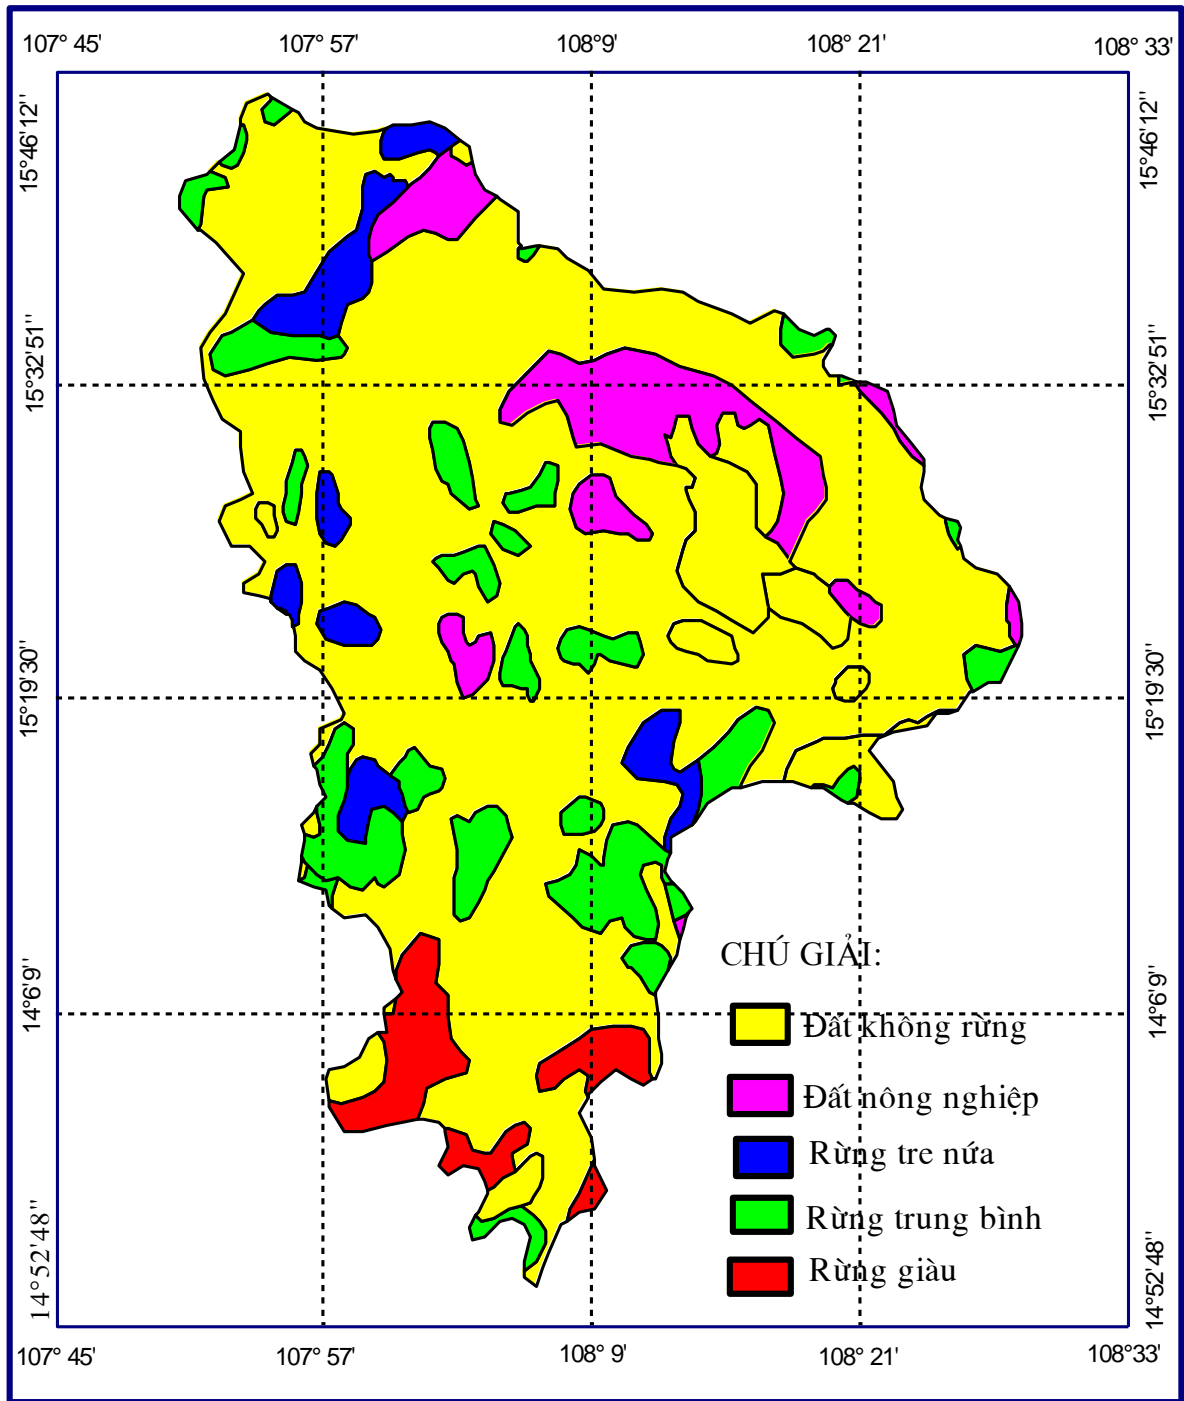 107° 45' 107° 57' 108° 9' 108° 21' 108° 33'
15°46'12'' 15°46'12''
15°32'51'' 15°32'51''
15°19'30'' 15°19'30''
14°6'9'' 14°6'9''
14°52'48'' 14°52'48''
CHÚ GIẢI:
Đất không rừng
Đất nông nghiệp
Rừng tre nứa
Rừng trung bình
Rừng giàu
107° 45' 107° 57' 108° 9' 108° 21' 108°33'